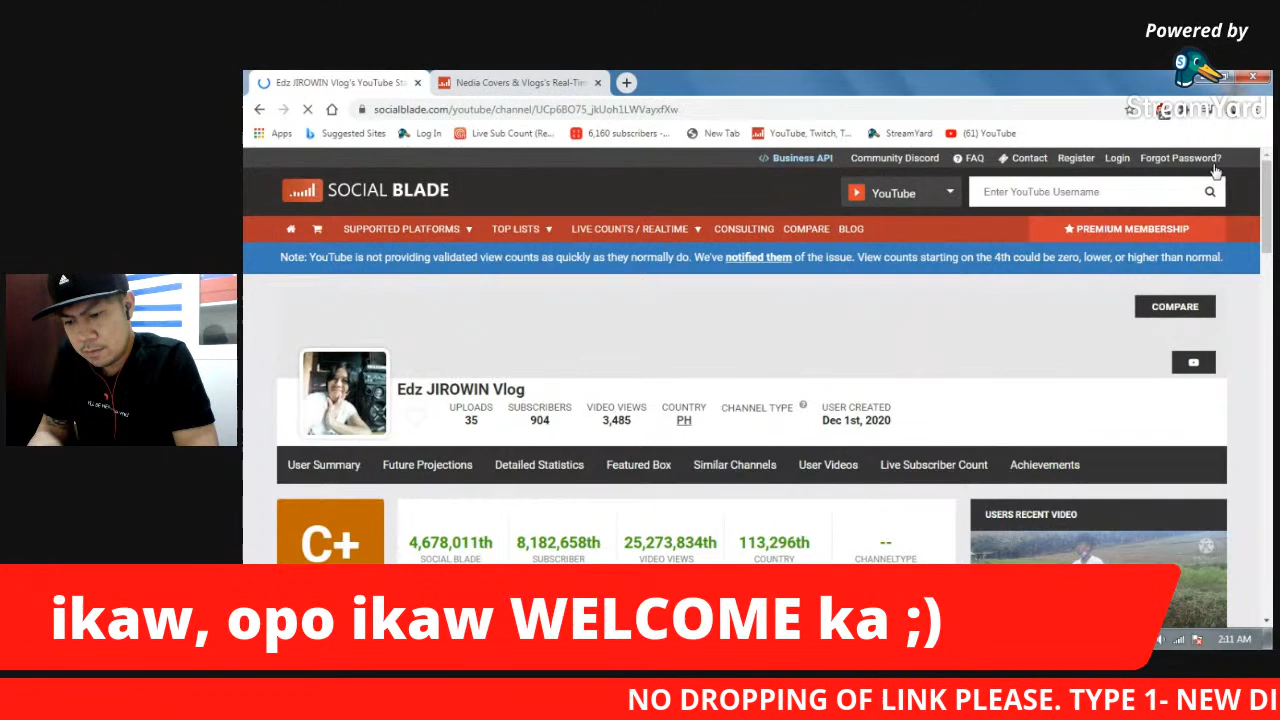 Powered by
StreamYard
Edz JIROWIN Vlog's YouTube St
Nedia Covers & Vlogs's Real-Tim
socialblade.com/youtube/channel/UCp6BO75_jkUoh1LWVayxfXw
Apps Suggested Sites Log In Live Sub Count (Re... 6,160 subscribers -... New Tab YouTube, Twitch, T... StreamYard (61) YouTube
Business API Community Discord FAQ Contact Register Login Forgot Password?
SOCIAL BLADE
YouTube
Enter YouTube Username
SUPPORTED PLATFORMS TOP LISTS LIVE COUNTS / REALTIME CONSULTING COMPARE BLOG PREMIUM MEMBERSHIP
Note: YouTube is not providing validated view counts as quickly as they normally do. We've notified them of the issue. View counts starting on the 4th could be zero, lower, or higher than normal.
COMPARE
Edz JIROWIN Vlog
UPLOADS SUBSCRIBERS VIDEO VIEWS COUNTRY CHANNEL TYPE USER CREATED
35 904 3,485 PH Dec 1st, 2020
User Summary Future Projections Detailed Statistics Featured Box Similar Channels User Videos Live Subscriber Count Achievements
C+
4,678,011th 8,182,658th 25,273,834th 113,296th --
SOCIAL BLADE SUBSCRIBER VIDEO VIEW COUNTRY CHANNELTYPE
USERS RECENT VIDEO
ikaw, opo ikaw WELCOME ka ;)
2:11 AM
NO DROPPING OF LINK PLEASE. TYPE 1- NEW DI